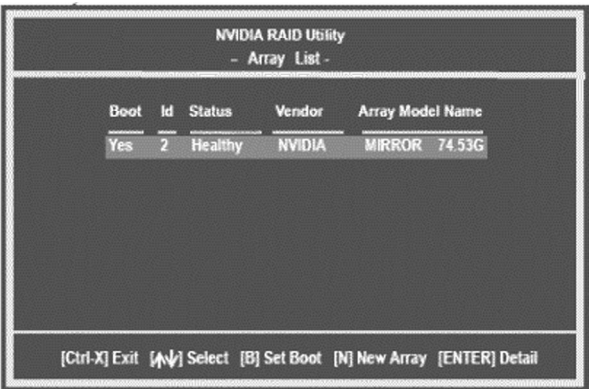 NVIDIA RAID Utility
- Array List -
Boot Id Status Vendor Array Model Name
Yes 2 Healthy NVIDIA MIRROR 74.53G
[Ctrl-X] Exit [↑↓] Select [B] Set Boot [N] New Array [ENTER] Detail